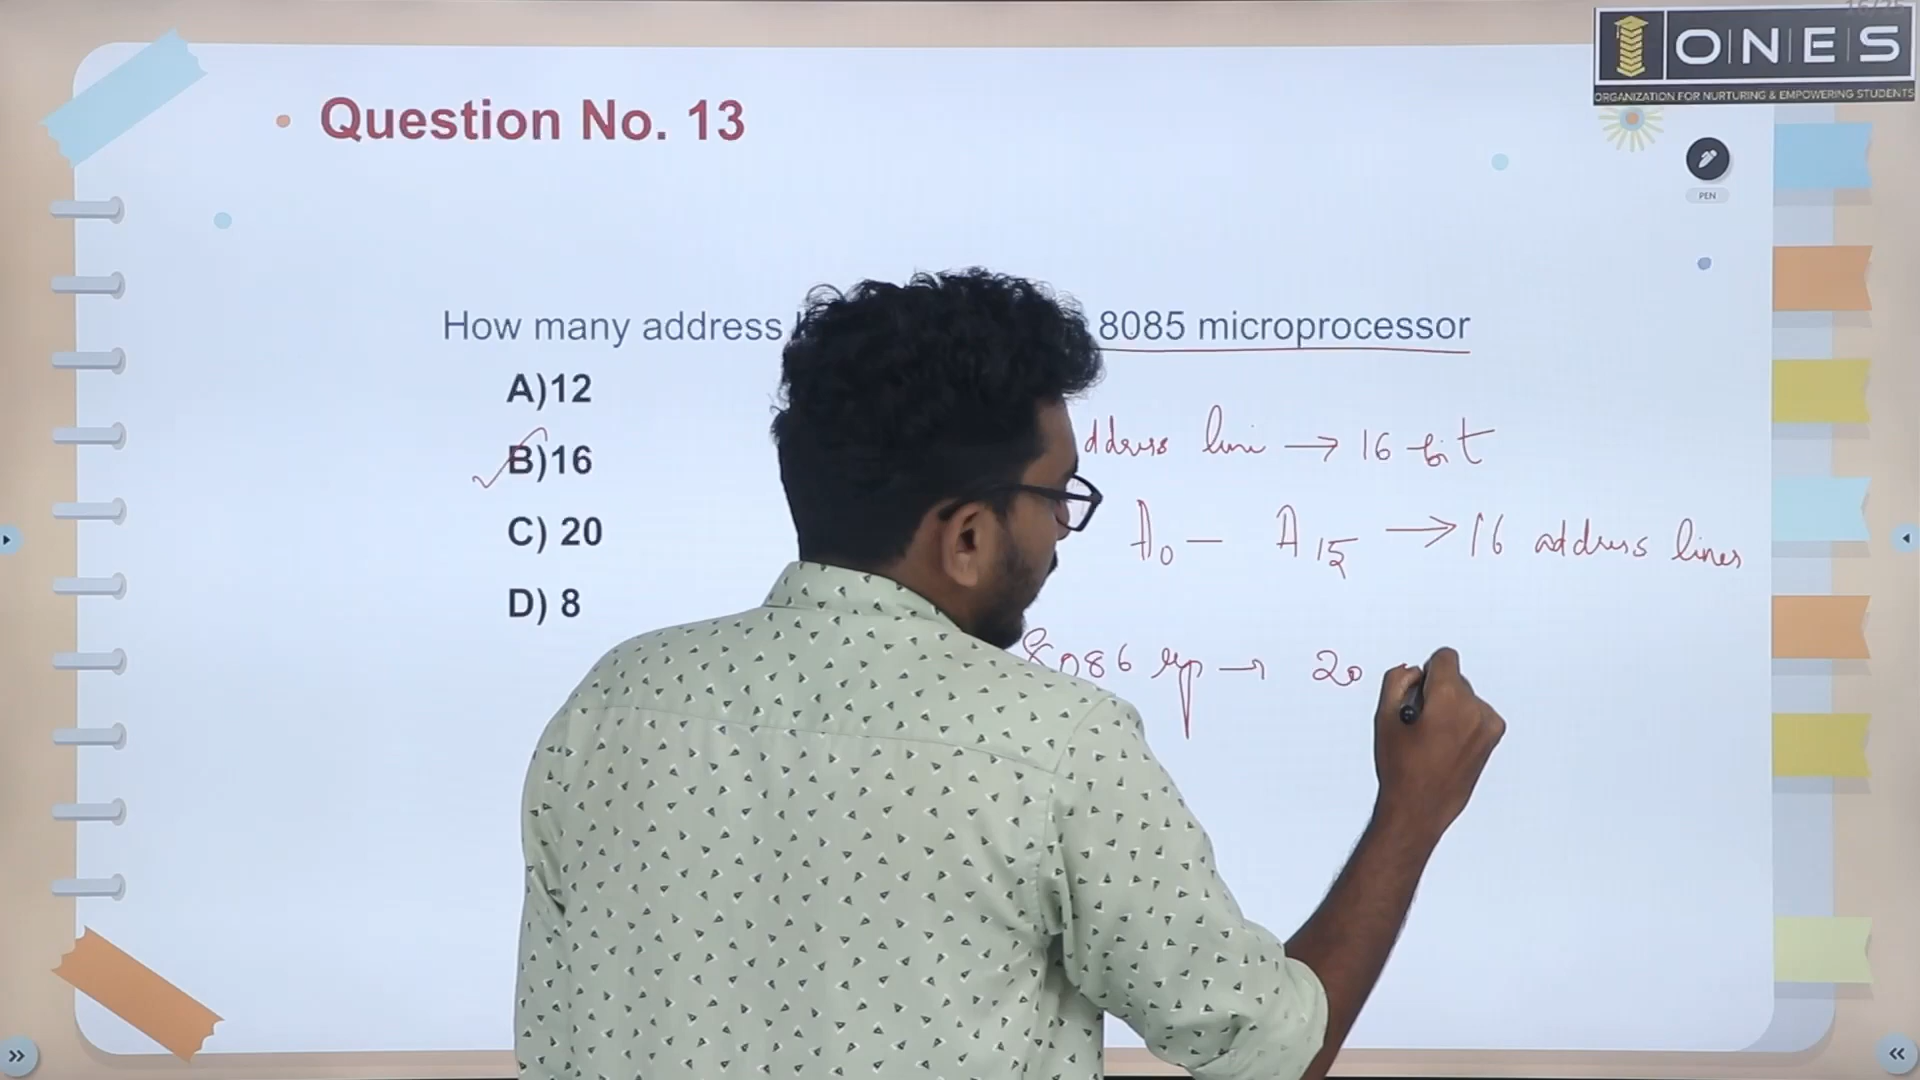 ONES
ORGANIZATION FOR NURTURING & EMPOWERING STUDENTS
Question No. 13
PEN
How many address 8085 microprocessor
A)12
B)16
C) 20
D) 8
ddress line → 16 bit
A0 — A15 → 16 address lines
8086 μp → 20